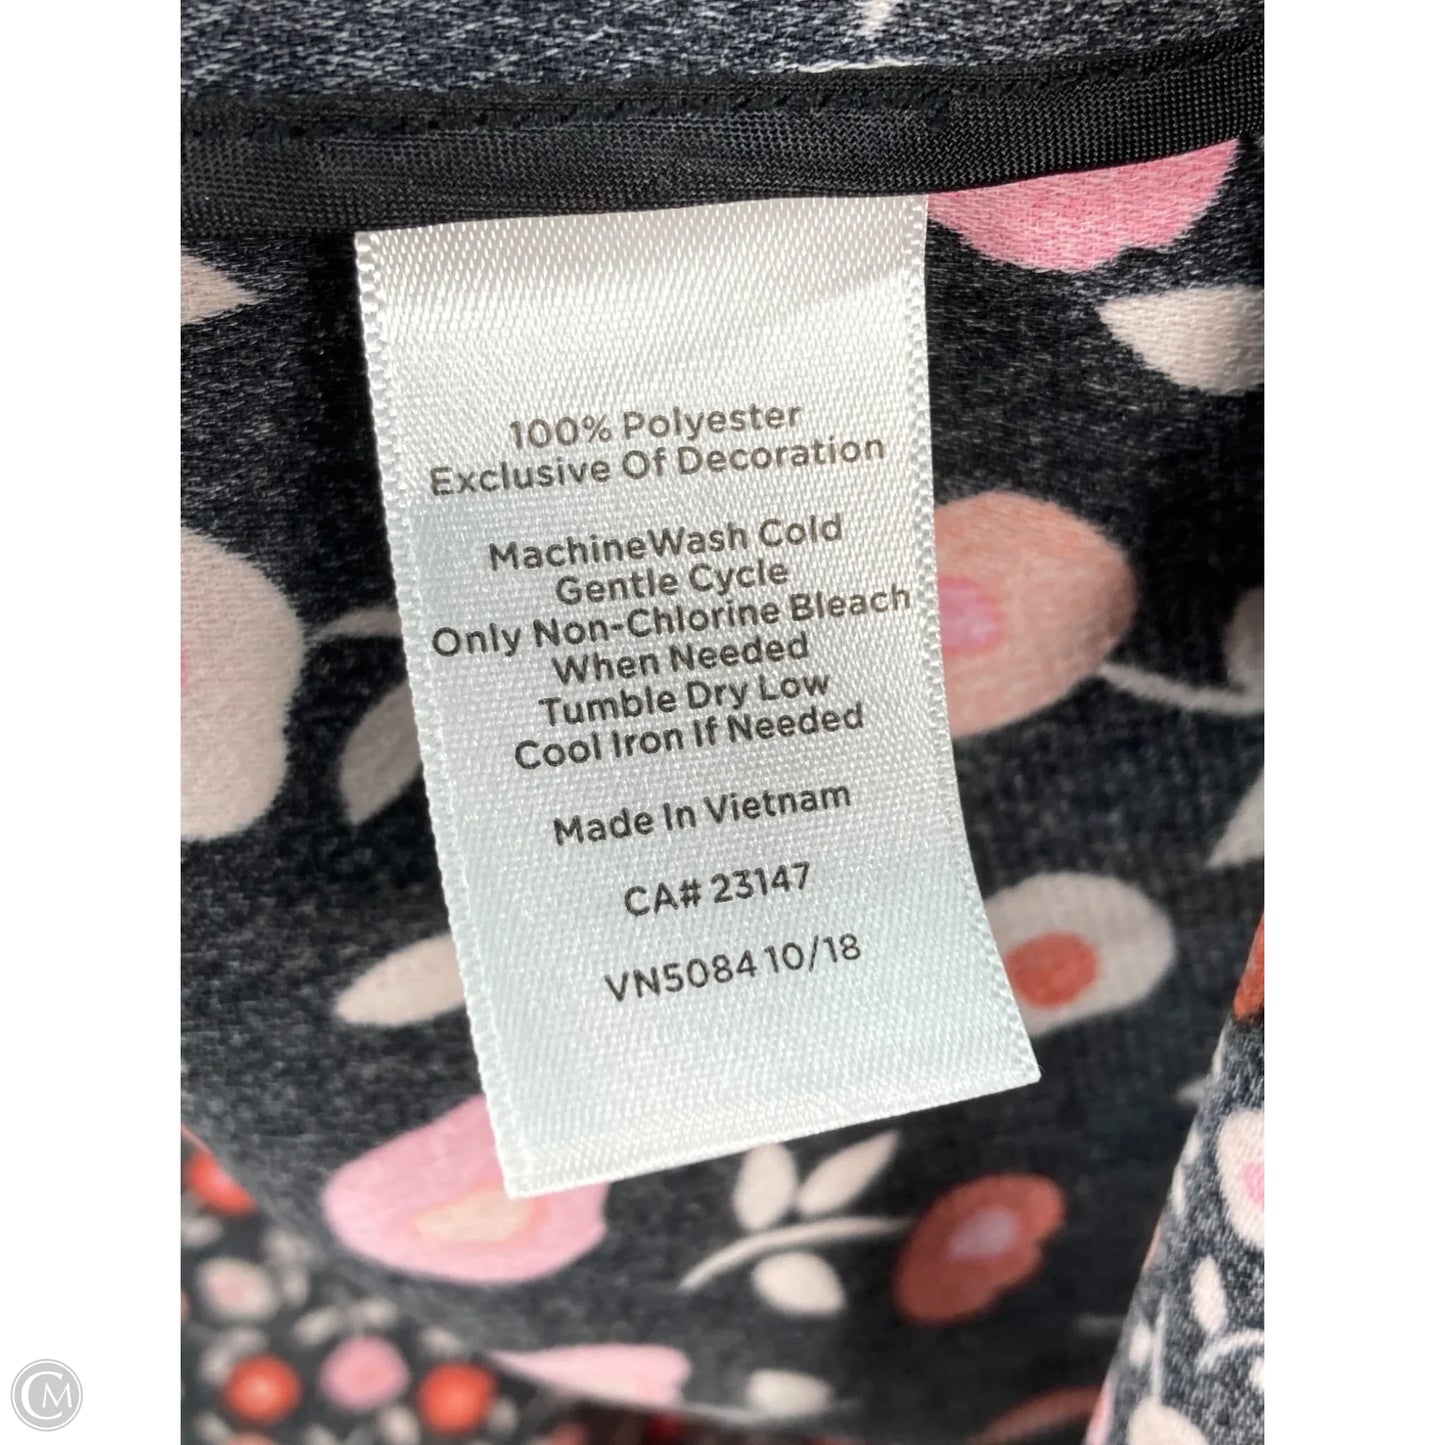 100% Polyester
Exclusive Of Decoration
MachineWash Cold
Gentle Cycle
Only Non-Chlorine Bleach
When Needed
Tumble Dry Low
Cool Iron If Needed
Made In Vietnam
CA# 23147
VN5084 10/18
CM